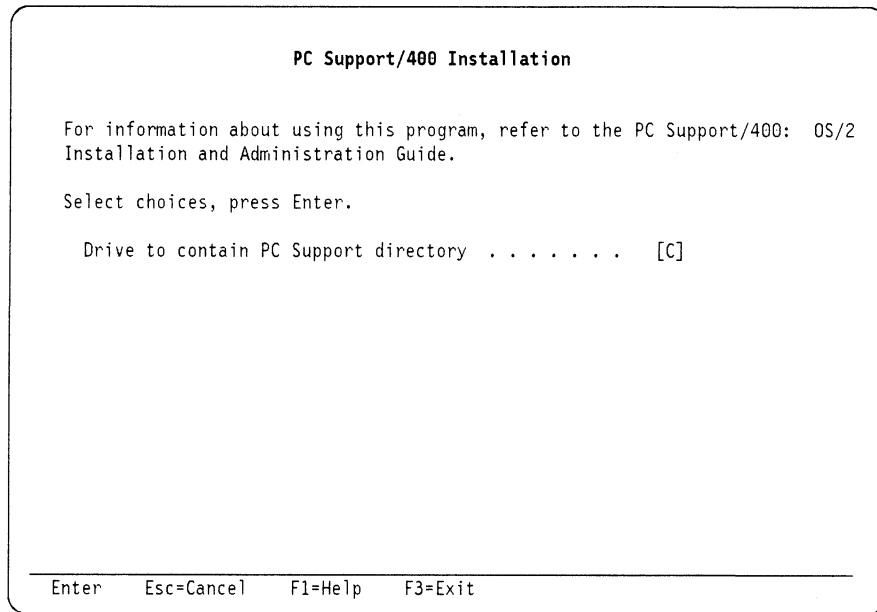 PC Support/400 Installation
For information about using this program, refer to the PC Support/400: OS/2
Installation and Administration Guide.
Select choices, press Enter.
Drive to contain PC Support directory . . . . . . . [C]
Enter Esc=Cancel F1=Help F3=Exit